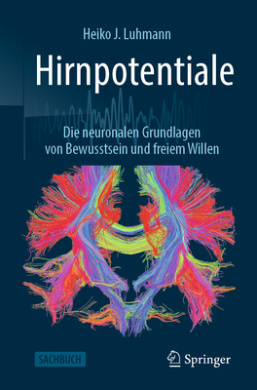 Heiko J. Luhmann
Hirnpotentiale
Die neuronalen Grundlagen
von Bewusstsein und freiem Willen
SACHBUCH
Springer